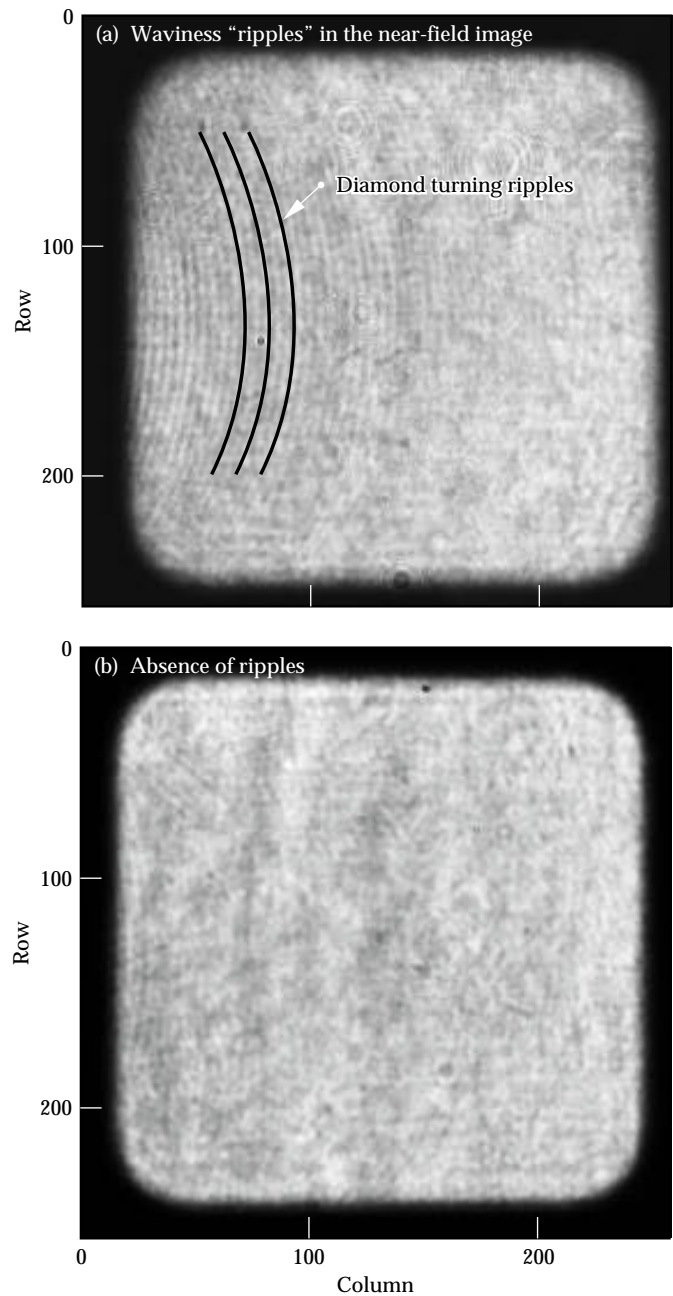 0
(a) Waviness “ripples” in the near-field image
Diamond turning ripples
100
Row
200
0
(b) Absence of ripples
100
Row
200
0 100 200
Column